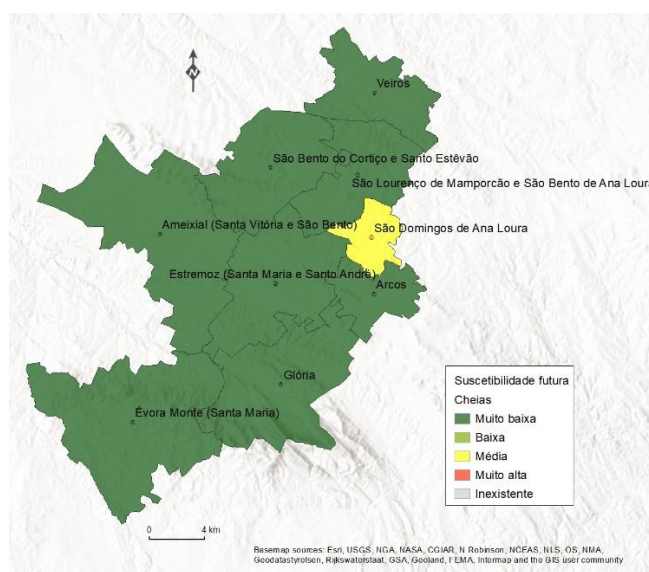 N
Veiros
São Bento do Cortiço e Santo Estêvão
São Lourenço de Mamporcão e São Bento de Ana Loura
Ameixial (Santa Vitória e São Bento)
São Domingos de Ana Loura
Estremoz (Santa Maria e Santo André)
Arcos
Glória
Évora Monte (Santa Maria)
Suscetibilidade futura
Cheias
Muito baixa
Baixa
Média
Muito alta
Inexistente
0 4 km
Basemap sources: Esri, USGS, NGA, NASA, CGIAR, N Robinson, NCEAS, NLS, OS, NMA,
Geodatastyrelsen, Rijkswaterstaat, GSA, Geoland, FEMA, Intermap and the GIS user community